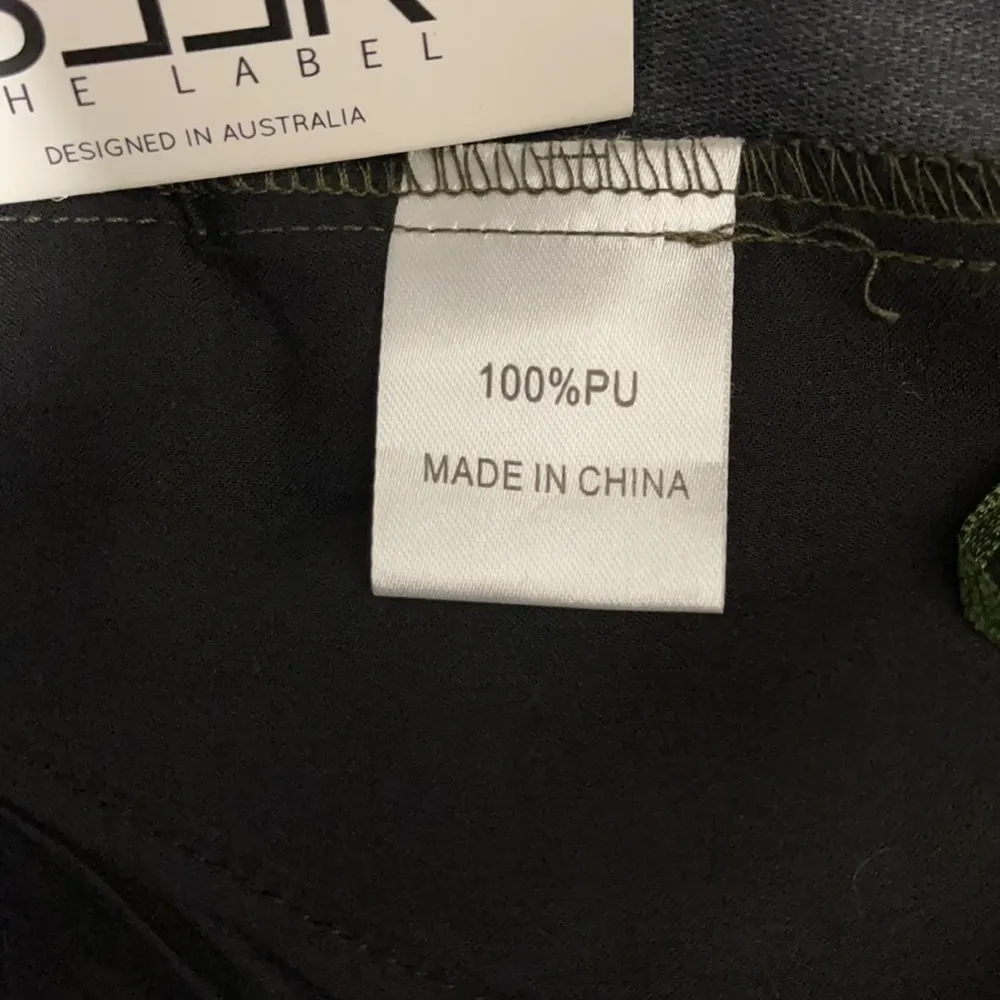 HE LABEL
DESIGNED IN AUSTRALIA
100%PU
MADE IN CHINA